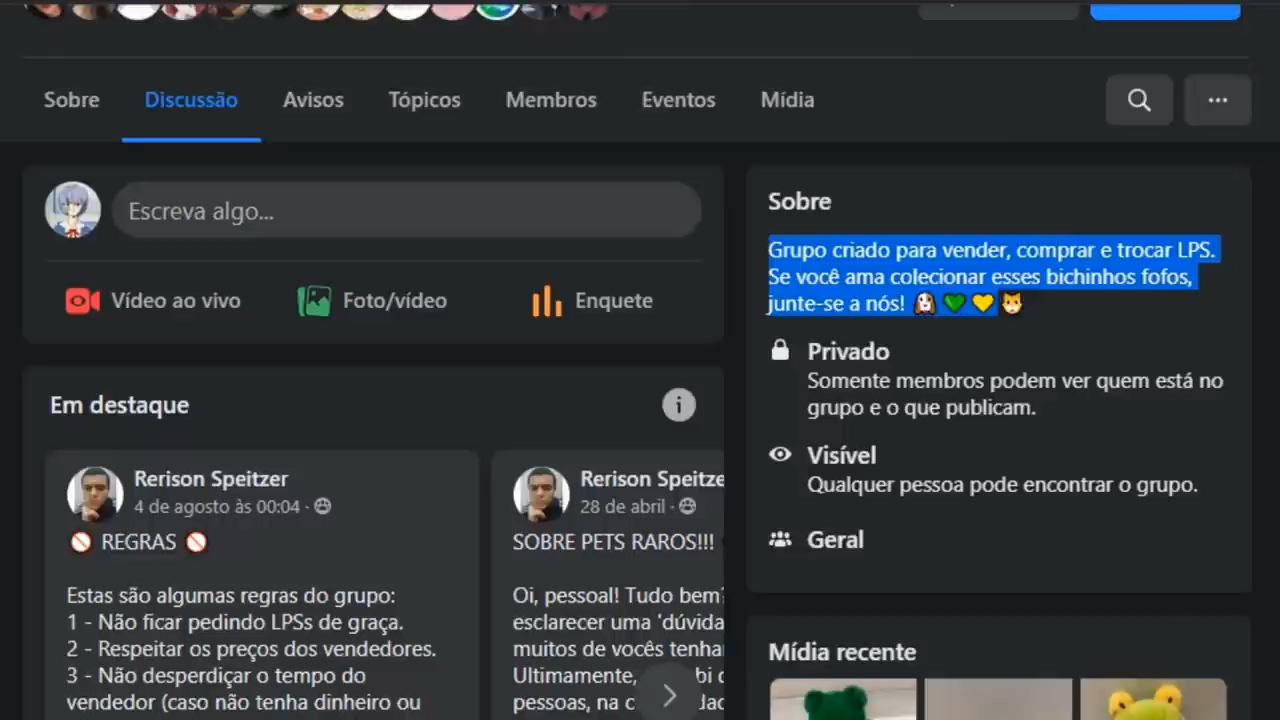 Sobre
Discussão
Avisos
Tópicos
Membros
Eventos
Mídia
Escreva algo...
Vídeo ao vivo
Foto/vídeo
Enquete
Em destaque
Rerison Speitzer
4 de agosto às 00:04 ·
🚫 REGRAS 🚫
Estas são algumas regras do grupo:
1 - Não ficar pedindo LPSs de graça.
2 - Respeitar os preços dos vendedores.
3 - Não desperdiçar o tempo do
vendedor (caso não tenha dinheiro ou
Rerison Speitze
28 de abril ·
SOBRE PETS RAROS!!!
Oi, pessoal! Tudo bem?
esclarecer uma 'dúvida
muitos de vocês tenha
Ultimamente,
pessoas, na c
Sobre
Grupo criado para vender, comprar e trocar LPS.
Se você ama colecionar esses bichinhos fofos,
junte-se a nós! 🐶💚💛🐱
Privado
Somente membros podem ver quem está no
grupo e o que publicam.
Visível
Qualquer pessoa pode encontrar o grupo.
Geral
Mídia recente